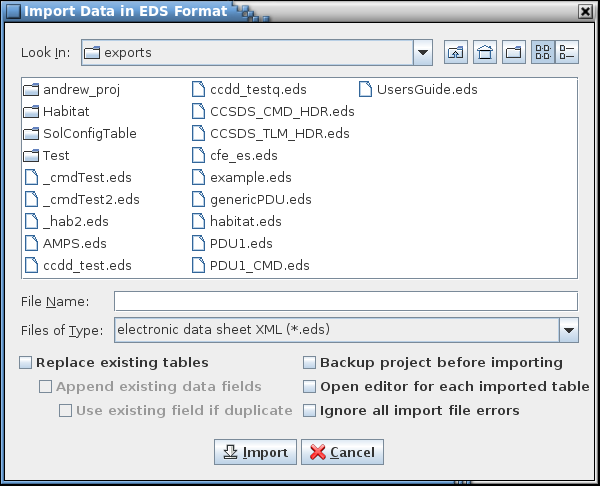 Import Data in EDS Format
Look In: exports
andrew_proj
Habitat
SolConfigTable
Test
_cmdTest.eds
_cmdTest2.eds
_hab2.eds
AMPS.eds
ccdd_test.eds
ccdd_testq.eds
CCSDS_CMD_HDR.eds
CCSDS_TLM_HDR.eds
cfe_es.eds
example.eds
genericPDU.eds
habitat.eds
PDU1.eds
PDU1_CMD.eds
UsersGuide.eds
File Name:
Files of Type: electronic data sheet XML (*.eds)
Replace existing tables
Append existing data fields
Use existing field if duplicate
Backup project before importing
Open editor for each imported table
Ignore all import file errors
Import Cancel